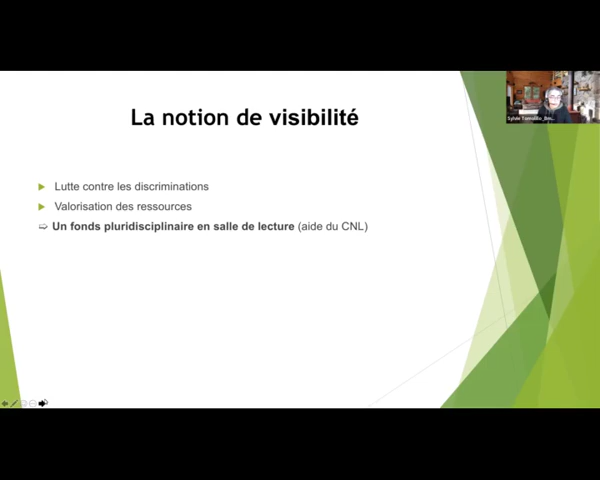 La notion de visibilité
Lutte contre les discriminations
Valorisation des ressources
⇨ Un fonds pluridisciplinaire en salle de lecture (aide du CNL)
Sylvie